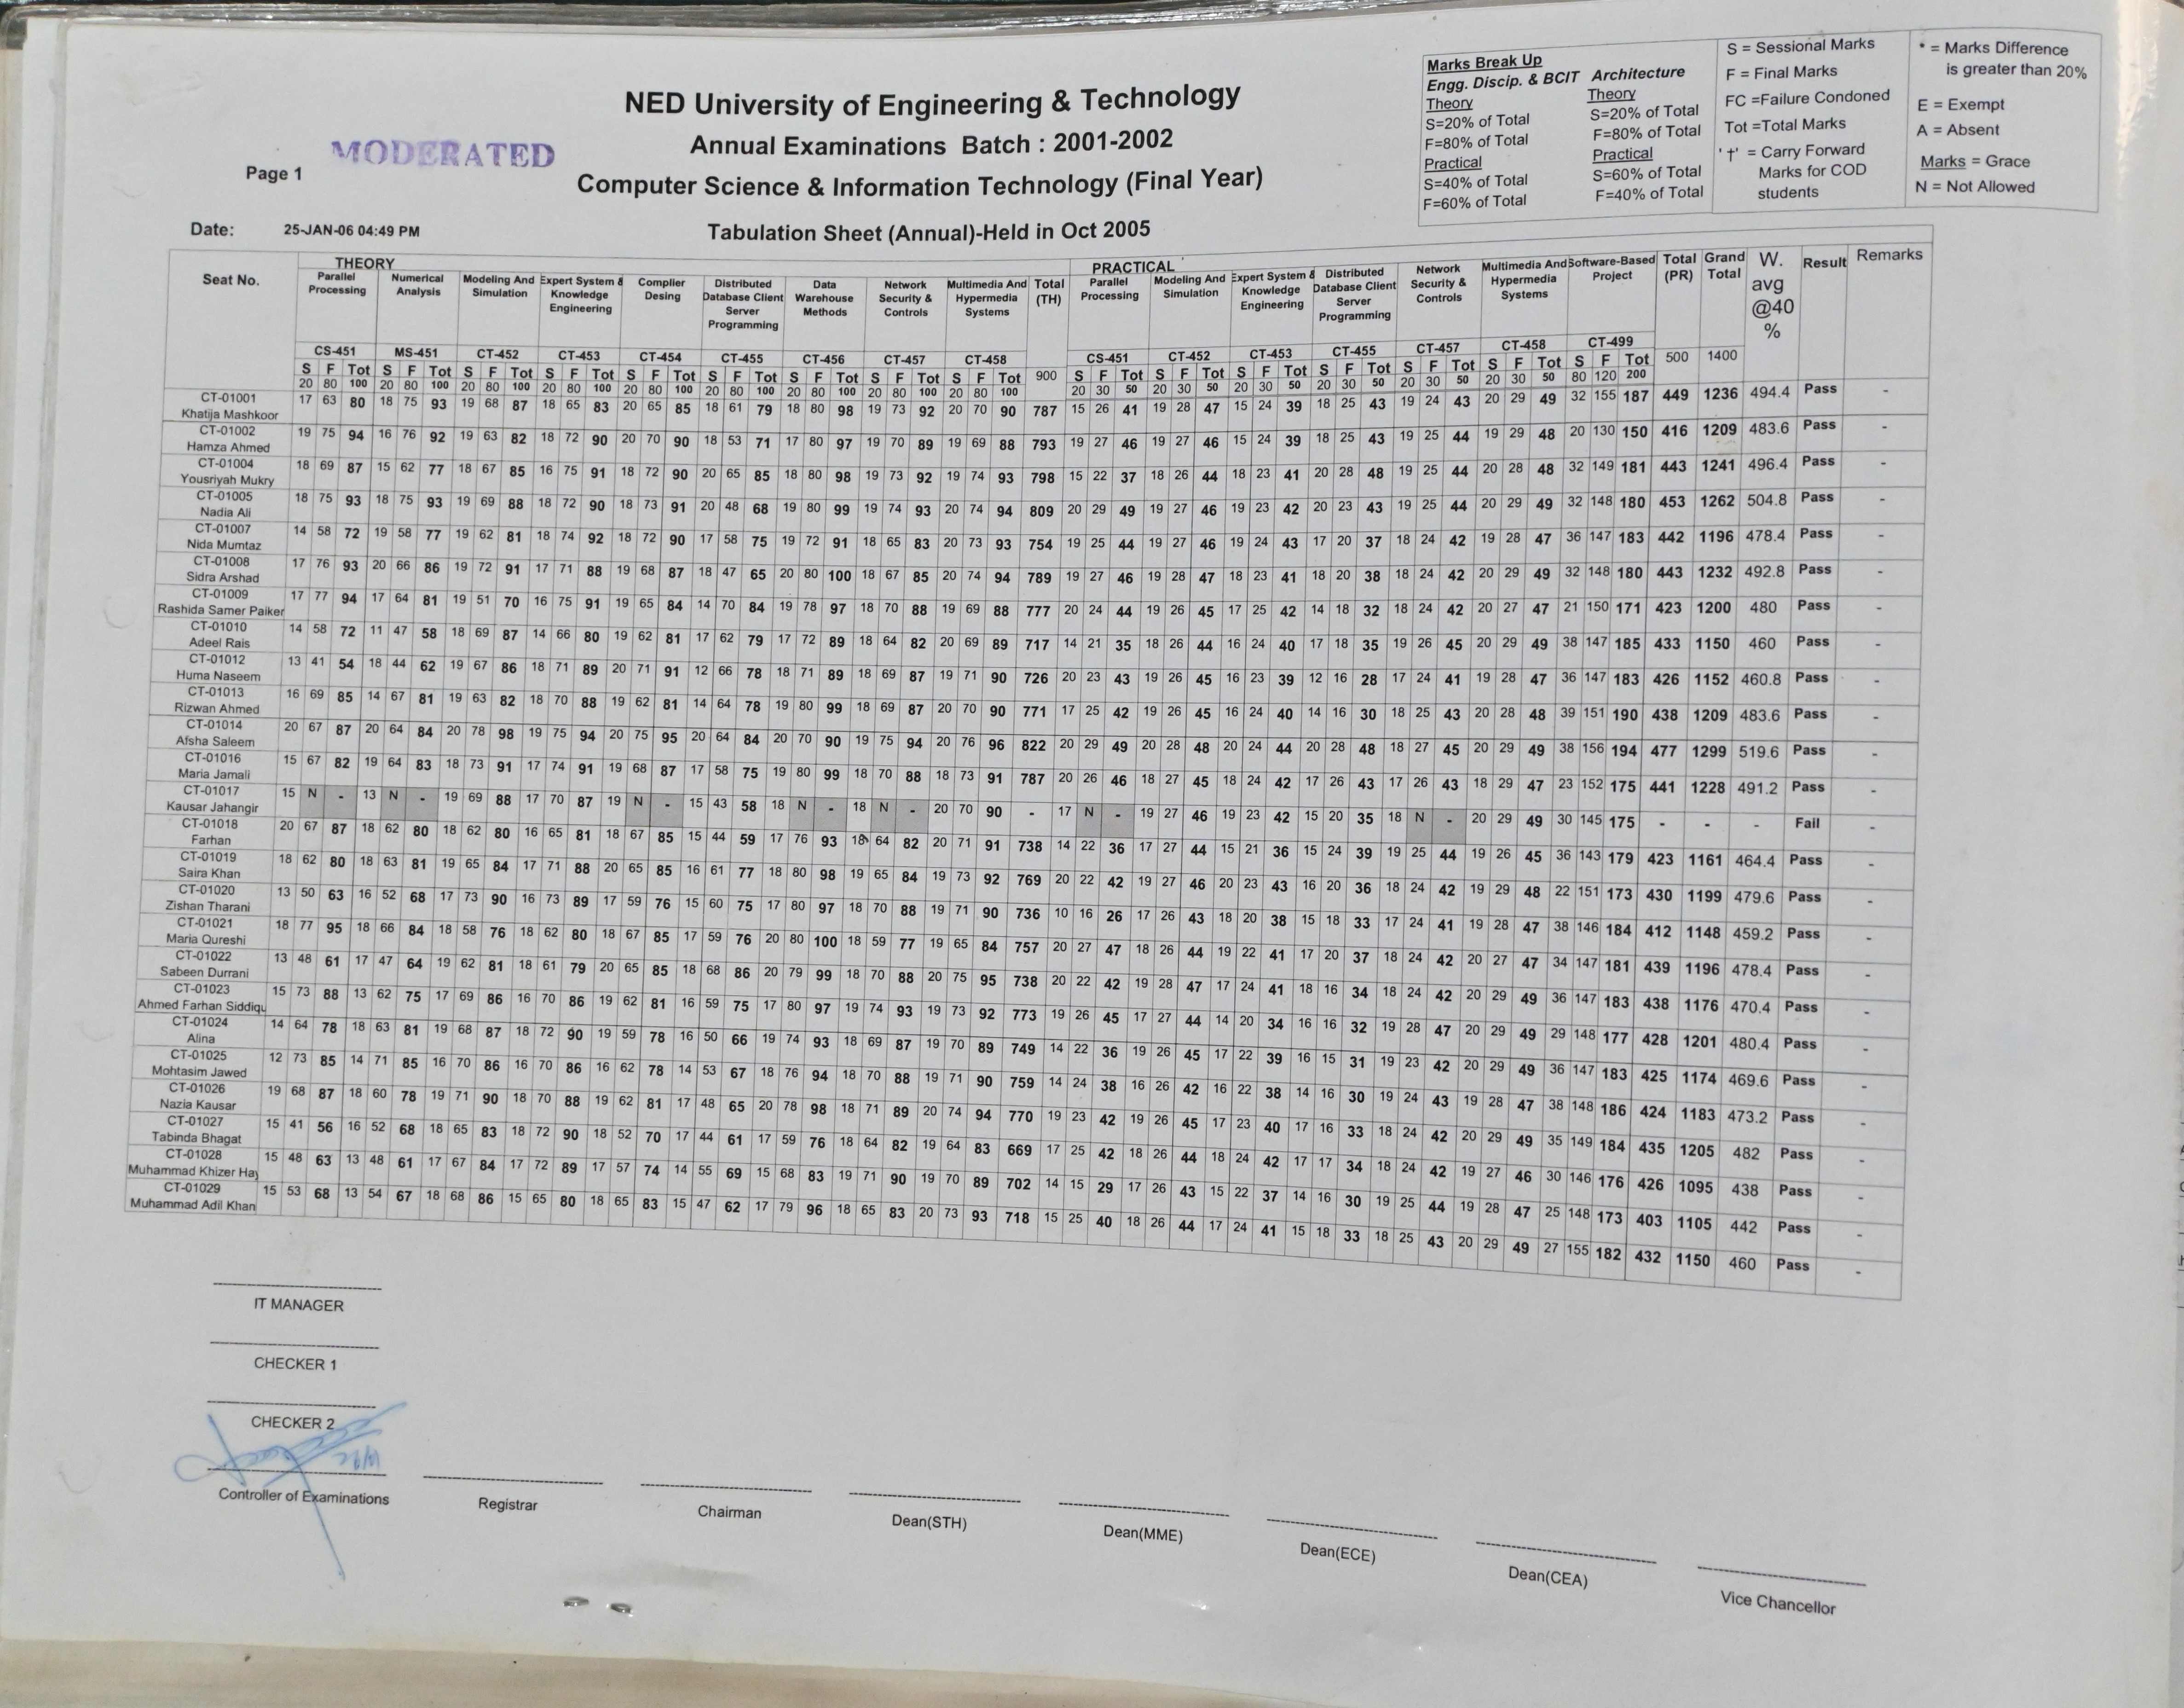 Page 1
MODERATED
NED University of Engineering & Technology
Annual Examinations Batch : 2001-2002
Computer Science & Information Technology (Final Year)
Date: 25-JAN-06 04:49 PM
Tabulation Sheet (Annual)-Held in Oct 2005
Marks Break Up
Engg. Discip. & BCIT Architecture
Theory Theory
S=20% of Total S=20% of Total
F=80% of Total F=80% of Total
Practical Practical
S=40% of Total S=60% of Total
F=60% of Total F=40% of Total
S = Sessional Marks
F = Final Marks
FC =Failure Condoned
Tot =Total Marks
'†' = Carry Forward
Marks for COD
students
* = Marks Difference
is greater than 20%
E = Exempt
A = Absent
Marks = Grace
N = Not Allowed
Seat No. THEORY PRACTICAL Total (PR) Grand Total W. avg @40 % Result Remarks
Parallel Processing Numerical Analysis Modeling And Simulation Expert System & Knowledge Engineering Complier Desing Distributed Database Client Server Programming Data Warehouse Methods Network Security & Controls Multimedia And Hypermedia Systems Total (TH) Parallel Processing Modeling And Simulation Expert System & Knowledge Engineering Distributed Database Client Server Programming Network Security & Controls Multimedia And Hypermedia Systems Software-Based Project
CS-451 MS-451 CT-452 CT-453 CT-454 CT-455 CT-456 CT-457 CT-458 CS-451 CT-452 CT-453 CT-455 CT-457 CT-458 CT-499
S F Tot S F Tot S F Tot S F Tot S F Tot S F Tot S F Tot S F Tot S F Tot 900 S F Tot S F Tot S F Tot S F Tot S F Tot S F Tot S F Tot 500 1400
20 80 100 20 80 100 20 80 100 20 80 100 20 80 100 20 80 100 20 80 100 20 80 100 20 80 100 20 30 50 20 30 50 20 30 50 20 30 50 20 30 50 20 30 50 80 120 200
CT-01001
Khatija Mashkoor 17 63 80 18 75 93 19 68 87 18 65 83 20 65 85 18 61 79 18 80 98 19 73 92 20 70 90 787 15 26 41 19 28 47 15 24 39 18 25 43 19 24 43 20 29 49 32 155 187 449 1236 494.4 Pass -
CT-01002
Hamza Ahmed 19 75 94 16 76 92 19 63 82 18 72 90 20 70 90 18 53 71 17 80 97 19 70 89 19 69 88 793 19 27 46 19 27 46 15 24 39 18 25 43 19 25 44 19 29 48 20 130 150 416 1209 483.6 Pass -
CT-01004
Yousriyah Mukry 18 69 87 15 62 77 18 67 85 16 75 91 18 72 90 20 65 85 18 80 98 19 73 92 19 74 93 798 15 22 37 18 26 44 18 23 41 20 28 48 19 25 44 20 28 48 32 149 181 443 1241 496.4 Pass -
CT-01005
Nadia Ali 18 75 93 18 75 93 19 69 88 18 72 90 18 73 91 20 48 68 19 80 99 19 74 93 20 74 94 809 20 29 49 19 27 46 19 23 42 20 23 43 19 25 44 20 29 49 32 148 180 453 1262 504.8 Pass -
CT-01007
Nida Mumtaz 14 58 72 19 58 77 19 62 81 18 74 92 18 72 90 17 58 75 19 72 91 18 65 83 20 73 93 754 19 25 44 19 27 46 19 24 43 17 20 37 18 24 42 19 28 47 36 147 183 442 1196 478.4 Pass -
CT-01008
Sidra Arshad 17 76 93 20 66 86 19 72 91 17 71 88 19 68 87 18 47 65 20 80 100 18 67 85 20 74 94 789 19 27 46 19 28 47 18 23 41 18 20 38 18 24 42 20 29 49 32 148 180 443 1232 492.8 Pass -
CT-01009
Rashida Samer Paiker 17 77 94 17 64 81 19 51 70 16 75 91 19 65 84 14 70 84 19 78 97 18 70 88 19 69 88 777 20 24 44 19 26 45 17 25 42 14 18 32 18 24 42 20 27 47 21 150 171 423 1200 480 Pass -
CT-01010
Adeel Rais 14 58 72 11 47 58 18 69 87 14 66 80 19 62 81 17 62 79 17 72 89 18 64 82 20 69 89 717 14 21 35 18 26 44 16 24 40 17 18 35 19 26 45 20 29 49 38 147 185 433 1150 460 Pass -
CT-01012
Huma Naseem 13 41 54 18 44 62 19 67 86 18 71 89 20 71 91 12 66 78 18 71 89 18 69 87 19 71 90 726 20 23 43 19 26 45 16 23 39 12 16 28 17 24 41 19 28 47 36 147 183 426 1152 460.8 Pass -
CT-01013
Rizwan Ahmed 16 69 85 14 67 81 19 63 82 18 70 88 19 62 81 14 64 78 19 80 99 18 69 87 20 70 90 771 17 25 42 19 26 45 16 24 40 14 16 30 18 25 43 20 28 48 39 151 190 438 1209 483.6 Pass -
CT-01014
Afsha Saleem 20 67 87 20 64 84 20 78 98 19 75 94 20 75 95 20 64 84 20 70 90 19 75 94 20 76 96 822 20 29 49 20 28 48 20 24 44 20 28 48 18 27 45 20 29 49 38 156 194 477 1299 519.6 Pass -
CT-01016
Maria Jamali 15 67 82 19 64 83 18 73 91 17 74 91 19 68 87 17 58 75 19 80 99 18 70 88 18 73 91 787 20 26 46 18 27 45 18 24 42 17 26 43 17 26 43 18 29 47 23 152 175 441 1228 491.2 Pass -
CT-01017
Kausar Jahangir 15 N - 13 N - 19 69 88 17 70 87 19 N - 15 43 58 18 N - 18 N - 20 70 90 - 17 N - 19 27 46 19 23 42 15 20 35 18 N - 20 29 49 30 145 175 - - - Fail -
CT-01018
Farhan 20 67 87 18 62 80 18 62 80 16 65 81 18 67 85 15 44 59 17 76 93 18 64 82 20 71 91 738 14 22 36 17 27 44 15 21 36 15 24 39 19 25 44 19 26 45 36 143 179 423 1161 464.4 Pass -
CT-01019
Saira Khan 18 62 80 18 63 81 19 65 84 17 71 88 20 65 85 16 61 77 18 80 98 19 65 84 19 73 92 769 20 22 42 19 27 46 20 23 43 16 20 36 18 24 42 19 29 48 22 151 173 430 1199 479.6 Pass -
CT-01020
Zishan Tharani 13 50 63 16 52 68 17 73 90 16 73 89 17 59 76 15 60 75 17 80 97 18 70 88 19 71 90 736 10 16 26 17 26 43 18 20 38 15 18 33 17 24 41 19 28 47 38 146 184 412 1148 459.2 Pass -
CT-01021
Maria Qureshi 18 77 95 18 66 84 18 58 76 18 62 80 18 67 85 17 59 76 20 80 100 18 59 77 19 65 84 757 20 27 47 18 26 44 19 22 41 17 20 37 18 24 42 20 27 47 34 147 181 439 1196 478.4 Pass -
CT-01022
Sabeen Durrani 13 48 61 17 47 64 19 62 81 18 61 79 20 65 85 18 68 86 20 79 99 18 70 88 20 75 95 738 20 22 42 19 28 47 17 24 41 18 16 34 18 24 42 20 29 49 36 147 183 438 1176 470.4 Pass -
CT-01023
Ahmed Farhan Siddiqu 15 73 88 13 62 75 17 69 86 16 70 86 19 62 81 16 59 75 17 80 97 19 74 93 19 73 92 773 19 26 45 17 27 44 14 20 34 16 16 32 19 28 47 20 29 49 29 148 177 428 1201 480.4 Pass -
CT-01024
Alina 14 64 78 18 63 81 19 68 87 18 72 90 19 59 78 16 50 66 19 74 93 18 69 87 19 70 89 749 14 22 36 19 26 45 17 22 39 16 15 31 19 23 42 20 29 49 36 147 183 425 1174 469.6 Pass -
CT-01025
Mohtasim Jawed 12 73 85 14 71 85 16 70 86 16 70 86 16 62 78 14 53 67 18 76 94 18 70 88 19 71 90 759 14 24 38 16 26 42 16 22 38 14 16 30 19 24 43 19 28 47 38 148 186 424 1183 473.2 Pass -
CT-01026
Nazia Kausar 19 68 87 18 60 78 19 71 90 18 70 88 19 62 81 17 48 65 20 78 98 18 71 89 20 74 94 770 19 23 42 19 26 45 17 23 40 17 16 33 18 24 42 20 29 49 35 149 184 435 1205 482 Pass -
CT-01027
Tabinda Bhagat 15 41 56 16 52 68 18 65 83 18 72 90 18 52 70 17 44 61 17 59 76 18 64 82 19 64 83 669 17 25 42 18 26 44 18 24 42 17 17 34 18 24 42 19 27 46 30 146 176 426 1095 438 Pass -
CT-01028
Muhammad Khizer Hay 15 48 63 13 48 61 17 67 84 17 72 89 17 57 74 14 55 69 15 68 83 19 71 90 19 70 89 702 14 15 29 17 26 43 15 22 37 14 16 30 19 25 44 19 28 47 25 148 173 403 1105 442 Pass -
CT-01029
Muhammad Adil Khan 15 53 68 13 54 67 18 68 86 15 65 80 18 65 83 15 47 62 17 79 96 18 65 83 20 73 93 718 15 25 40 18 26 44 17 24 41 15 18 33 18 25 43 20 29 49 27 155 182 432 1150 460 Pass -
IT MANAGER
CHECKER 1
CHECKER 2
Controller of Examinations Registrar Chairman Dean(STH) Dean(MME) Dean(ECE) Dean(CEA) Vice Chancellor